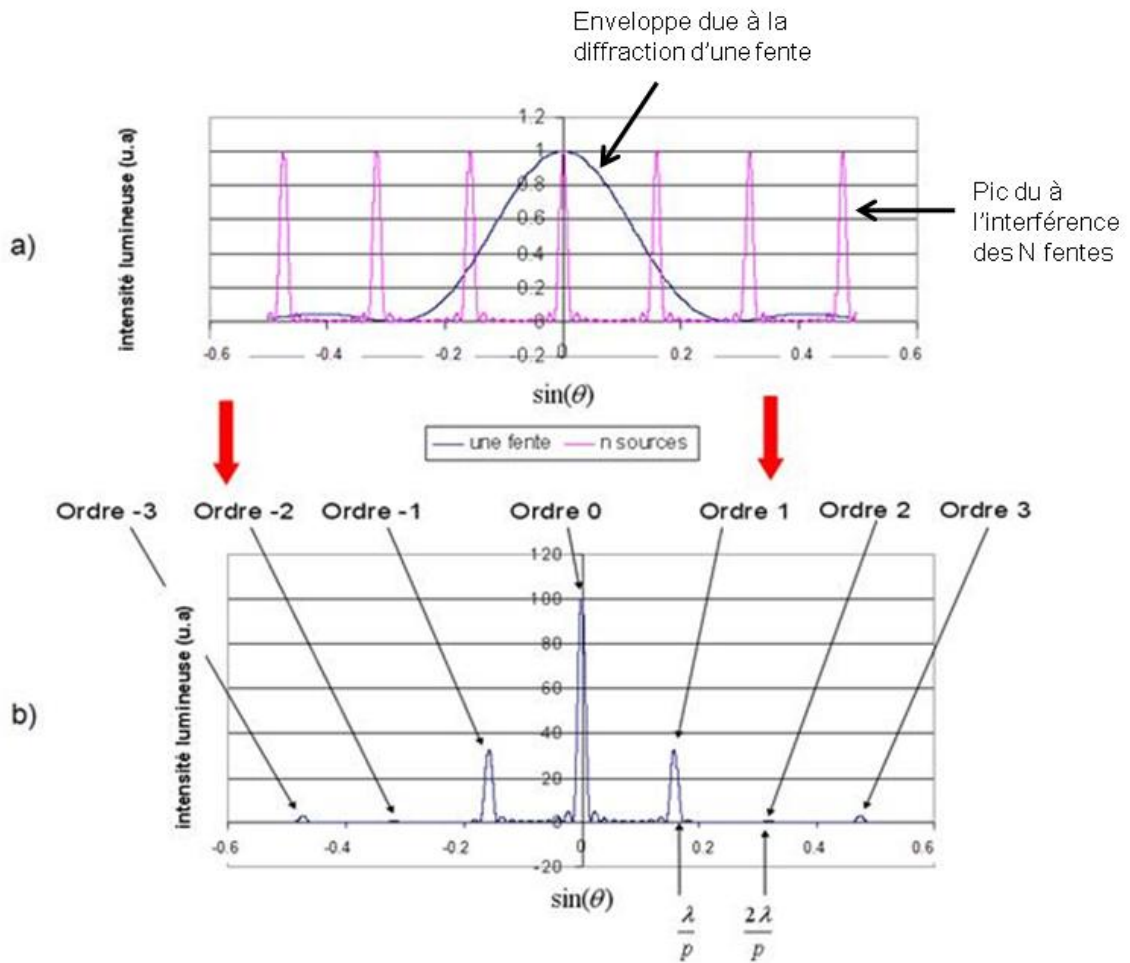 Enveloppe due à la
diffraction d'une fente
1.2
1
0.8
0.6
0.4
0.2
0
-0.2
-0.6
-0.4
-0.2
0
0.2
0.4
0.6
intensité lumineuse (u.a)
a)
Pic du à
l'interférence
des N fentes
sin(θ)
une fente
n sources
Ordre -3
Ordre -2
Ordre -1
Ordre 0
Ordre 1
Ordre 2
Ordre 3
120
100
80
60
40
20
0
-20
-0.6
-0.4
-0.2
0
0.2
0.4
0.6
intensité lumineuse (u.a)
b)
sin(θ)
λ/p
2λ/p